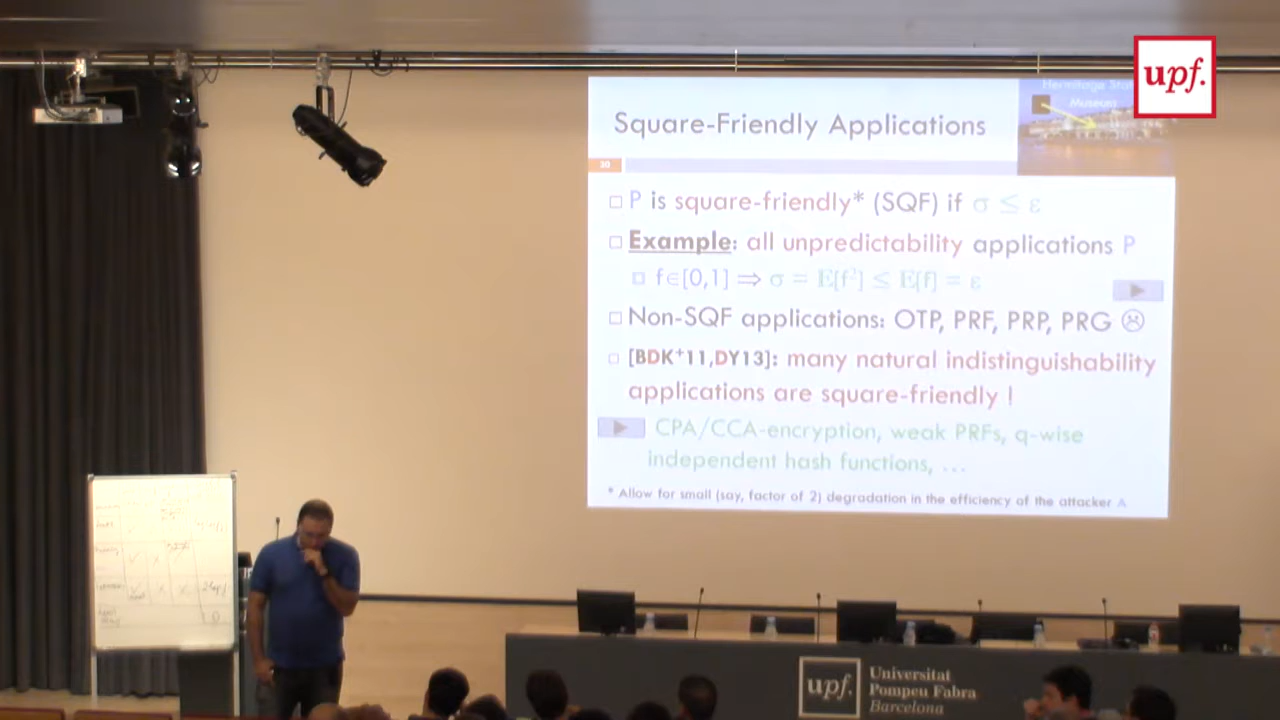 upf.
Hermitage
Museum
Square-Friendly Applications
30
P is square-friendly* (SQF) if σ ≤ ε
Example: all unpredictability applications P
f∈[0,1] ⇒ σ = E[f²] ≤ E[f] = ε
Non-SQF applications: OTP, PRF, PRP, PRG ☹
[BDK⁺11,DY13]: many natural indistinguishability
applications are square-friendly !
CPA/CCA-encryption, weak PRFs, q-wise
independent hash functions, ...
* Allow for small (say, factor of 2) degradation in the efficiency of the attacker A
upf.
Universitat
Pompeu Fabra
Barcelona